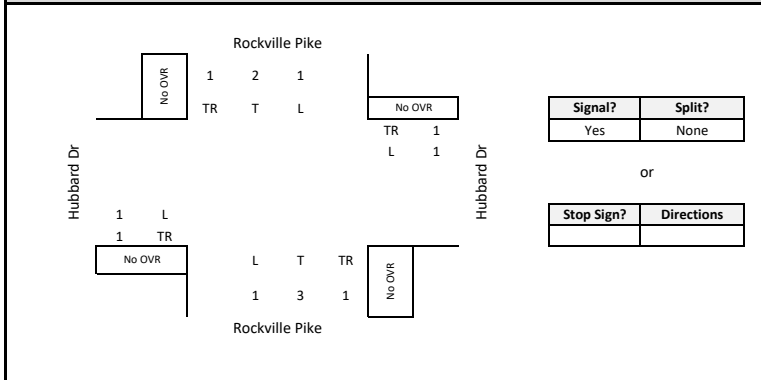 Rockville Pike
No OVR
1 2 1
TR T L
No OVR
TR 1
L 1
Hubbard Dr
Hubbard Dr
1 L
1 TR
No OVR
L T TR
1 3 1
No OVR
Rockville Pike
Signal? Split?
Yes None
or
Stop Sign? Directions